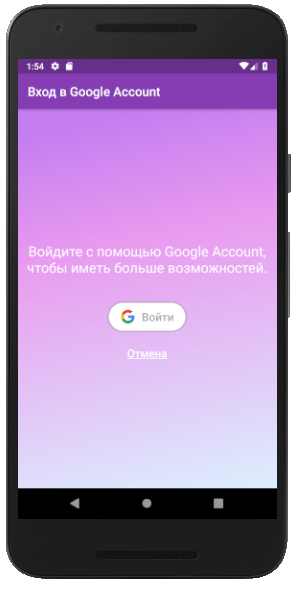 1:54
Вход в Google Account
Войдите с помощью Google Account,
чтобы иметь больше возможностей.
Войти
Отмена